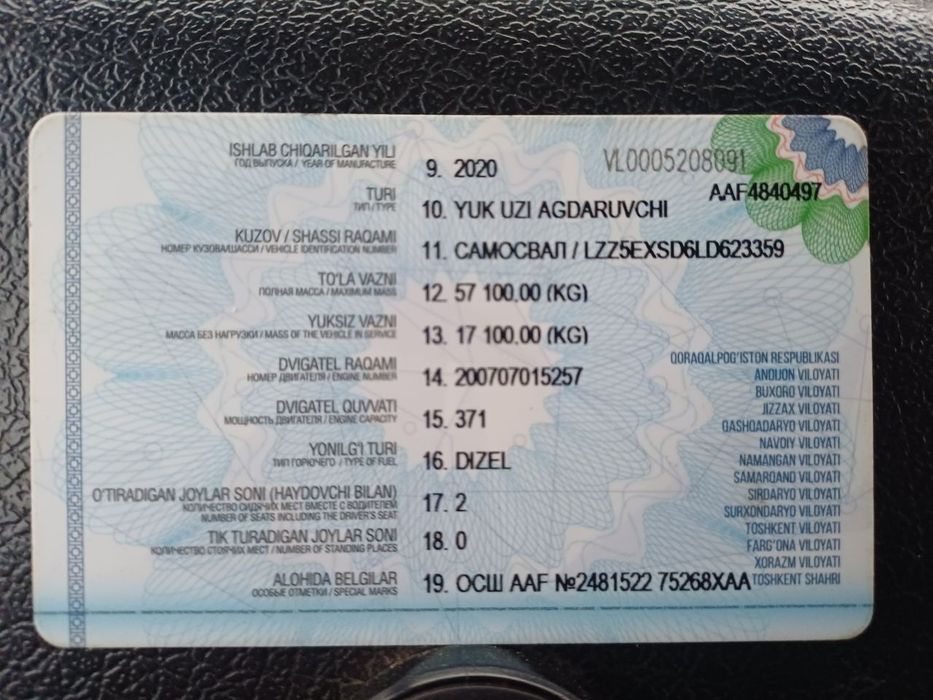 ISHLAB CHIQARILGAN YILI
ГОД ВЫПУСКА / YEAR OF MANUFACTURE
9. 2020
VL0005208091
AAF4840497
TURI
ТИП / TYPE
10. YUK UZI AGDARUVCHI
KUZOV / SHASSI RAQAMI
НОМЕР КУЗОВА/ШАССИ / VEHICLE IDENTIFICATION NUMBER
11. САМОСВАЛ / LZZ5EXSD6LD623359
TO'LA VAZNI
ПОЛНАЯ МАССА / MAXIMUM MASS
12. 57 100.00 (KG)
YUKSIZ VAZNI
МАССА БЕЗ НАГРУЗКИ / MASS OF THE VEHICLE IN SERVICE
13. 17 100.00 (KG)
DVIGATEL RAQAMI
НОМЕР ДВИГАТЕЛЯ / ENGINE NUMBER
14. 200707015257
DVIGATEL QUVVATI
МОЩНОСТЬ ДВИГАТЕЛЯ / ENGINE CAPACITY
15. 371
YONILG'I TURI
ТИП ГОРЮЧЕГО / TYPE OF FUEL
16. DIZEL
O'TIRADIGAN JOYLAR SONI (HAYDOVCHI BILAN)
КОЛИЧЕСТВО СИДЯЧИХ МЕСТ ВМЕСТЕ С ВОДИТЕЛЕМ
NUMBER OF SEATS INCLUDING THE DRIVER'S SEAT
17. 2
TIK TURADIGAN JOYLAR SONI
КОЛИЧЕСТВО СТОЯЧИХ МЕСТ / NUMBER OF STANDING PLACES
18. 0
ALOHIDA BELGILAR
ОСОБЫЕ ОТМЕТКИ / SPECIAL MARKS
19. ОСШ AAF №2481522 75268XAA
QORAQALPOG'ISTON RESPUBLIKASI
ANDIJON VILOYATI
BUXORO VILOYATI
JIZZAX VILOYATI
QASHQADARYO VILOYATI
NAVOIY VILOYATI
NAMANGAN VILOYATI
SAMARQAND VILOYATI
SIRDARYO VILOYATI
SURXONDARYO VILOYATI
TOSHKENT VILOYATI
FARG'ONA VILOYATI
XORAZM VILOYATI
TOSHKENT SHAHRI